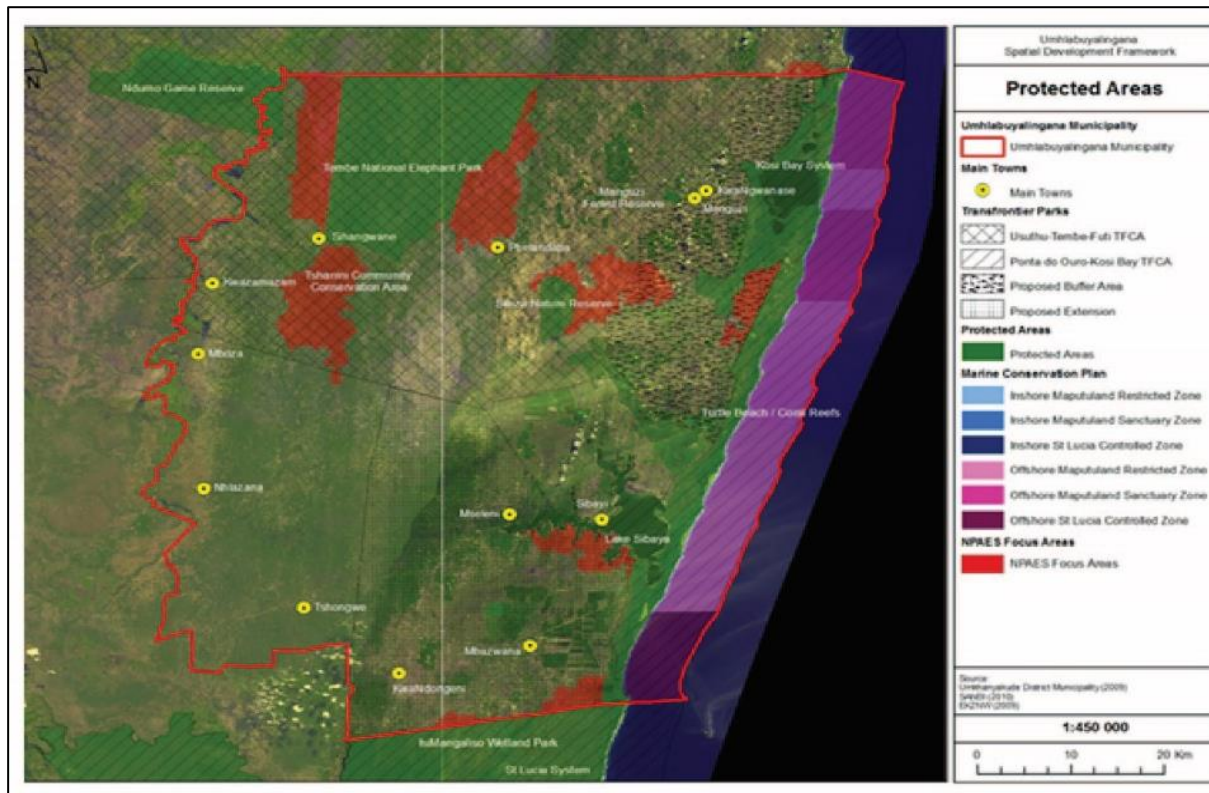 Umhlabuyalingana
Spatial Development Framework
Protected Areas
Umhlabuyalingana Municipality
Umhlabuyalingana Municipality
Main Towns
Main Towns
Transfrontier Parks
Usuthu-Tembe-Futi TFCA
Ponta do Ouro-Kosi Bay TFCA
Proposed Buffer Area
Proposed Extension
Protected Areas
Protected Areas
Marine Conservation Plan
Inshore Maputuland Restricted Zone
Inshore Maputuland Sanctuary Zone
Inshore St Lucia Controlled Zone
Offshore Maputuland Restricted Zone
Offshore Maputuland Sanctuary Zone
Offshore St Lucia Controlled Zone
NPAES Focus Areas
NPAES Focus Areas
Source:
Umkhanyakude District Municipality (2009)
SANBI (2010)
EKZNW (2009)
1:450 000
0 10 20 Km
N
Ndumo Game Reserve
Tembe National Elephant Park
Kosi Bay System
KwaNgwanase
Manguzi
Forest Reserve
Manguzi
Sihangwane
Phelandaba
Tshanini Community
Conservation Area
Kwazamazam
Sileza Nature Reserve
Mboza
Turtle Beach / Coral Reefs
Nhlazana
Mseleni
Sibayi
Lake Sibaya
Tshongwe
Mbazwana
KwaNdongeni
St Lucia System